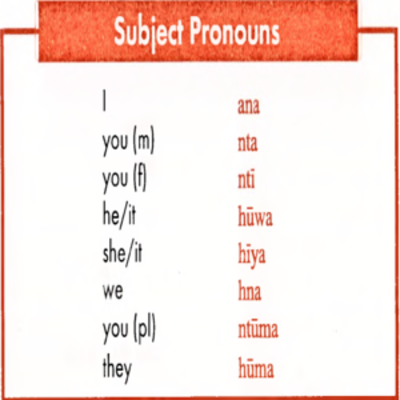 Subject Pronouns
I ana
you (m) nta
you (f) ntī
he/it hūwa
she/it hīya
we hna
you (pl) ntūma
they hūma